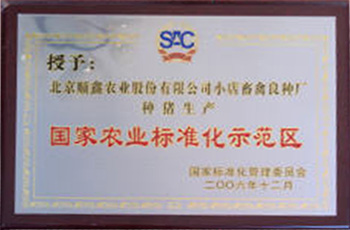 SAC
授予：
北京顺鑫农业股份有限公司小店畜禽良种厂
种猪生产
国家农业标准化示范区
国家标准化管理委员会
二〇〇六年十二月